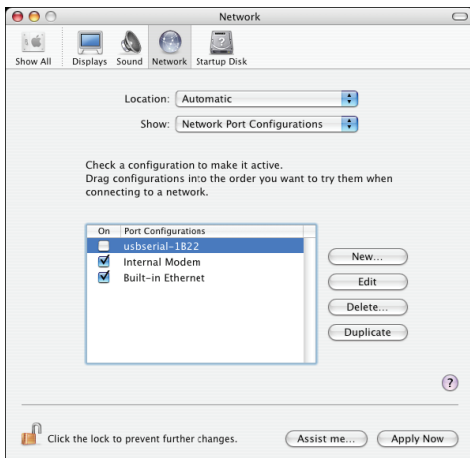 Network
Show All Displays Sound Network Startup Disk
Location: Automatic
Show: Network Port Configurations
Check a configuration to make it active.
Drag configurations into the order you want to try them when
connecting to a network.
On Port Configurations
usbserial-1B22
Internal Modem
Built-in Ethernet
New...
Edit
Delete...
Duplicate
?
Click the lock to prevent further changes.
Assist me... Apply Now